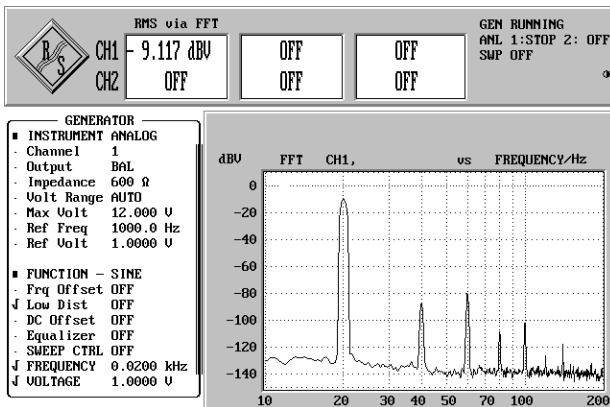 RMS via FFT
CH1 - 9.117 dBV OFF OFF
CH2 OFF OFF OFF
GEN RUNNING
ANL 1:STOP 2: OFF
SWP OFF
R S
GENERATOR
INSTRUMENT ANALOG
Channel 1
Output BAL
Impedance 600 Ω
Volt Range AUTO
Max Volt 12.000 V
Ref Freq 1000.0 Hz
Ref Volt 1.0000 V
FUNCTION - SINE
Frq Offset OFF
Low Dist OFF
DC Offset OFF
Equalizer OFF
SWEEP CTRL OFF
FREQUENCY 0.0200 kHz
VOLTAGE 1.0000 V
dBV FFT CH1, vs FREQUENCY/Hz
0
-20
-40
-60
-80
-100
-120
-140
10 20 30 40 50 70 100 200